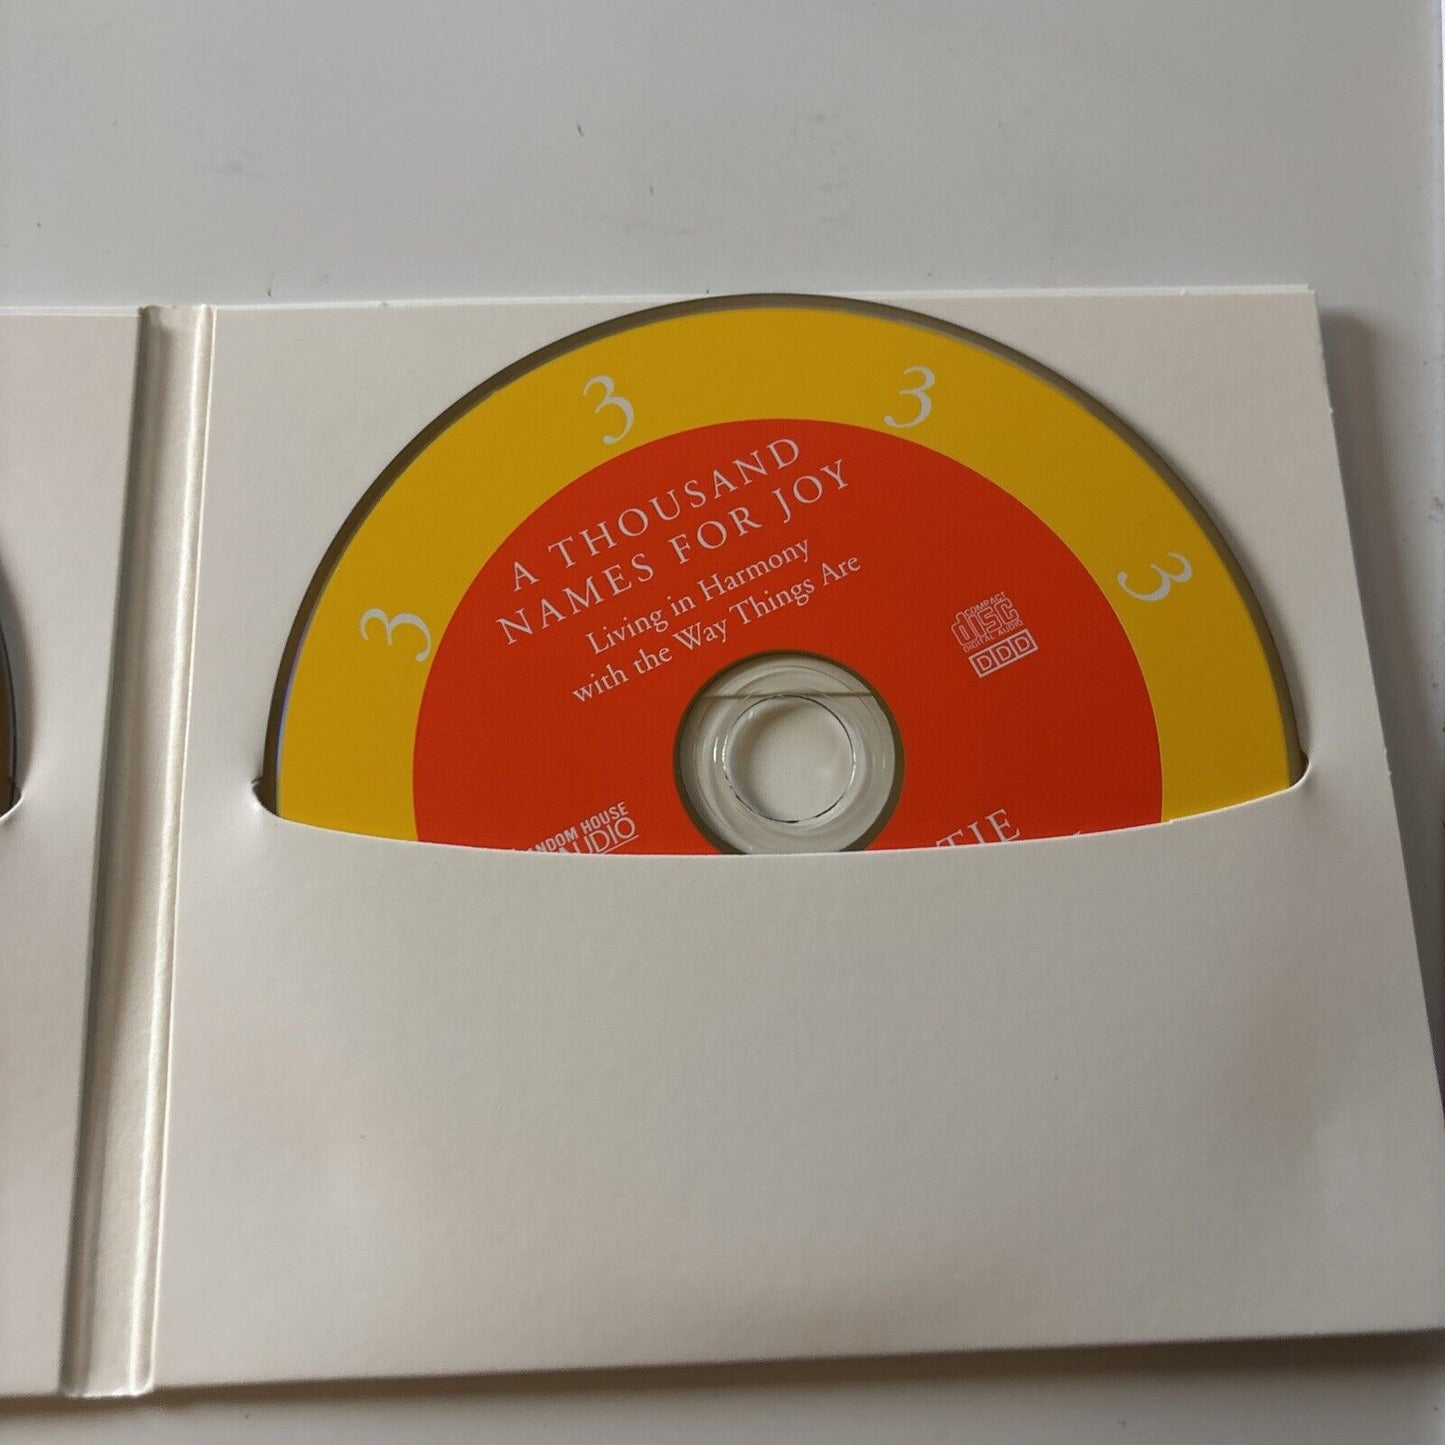 3
3
3
3
A THOUSAND
NAMES FOR JOY
Living in Harmony
with the Way Things Are
COMPACT
disc
DIGITAL AUDIO
DDD
HOUSE